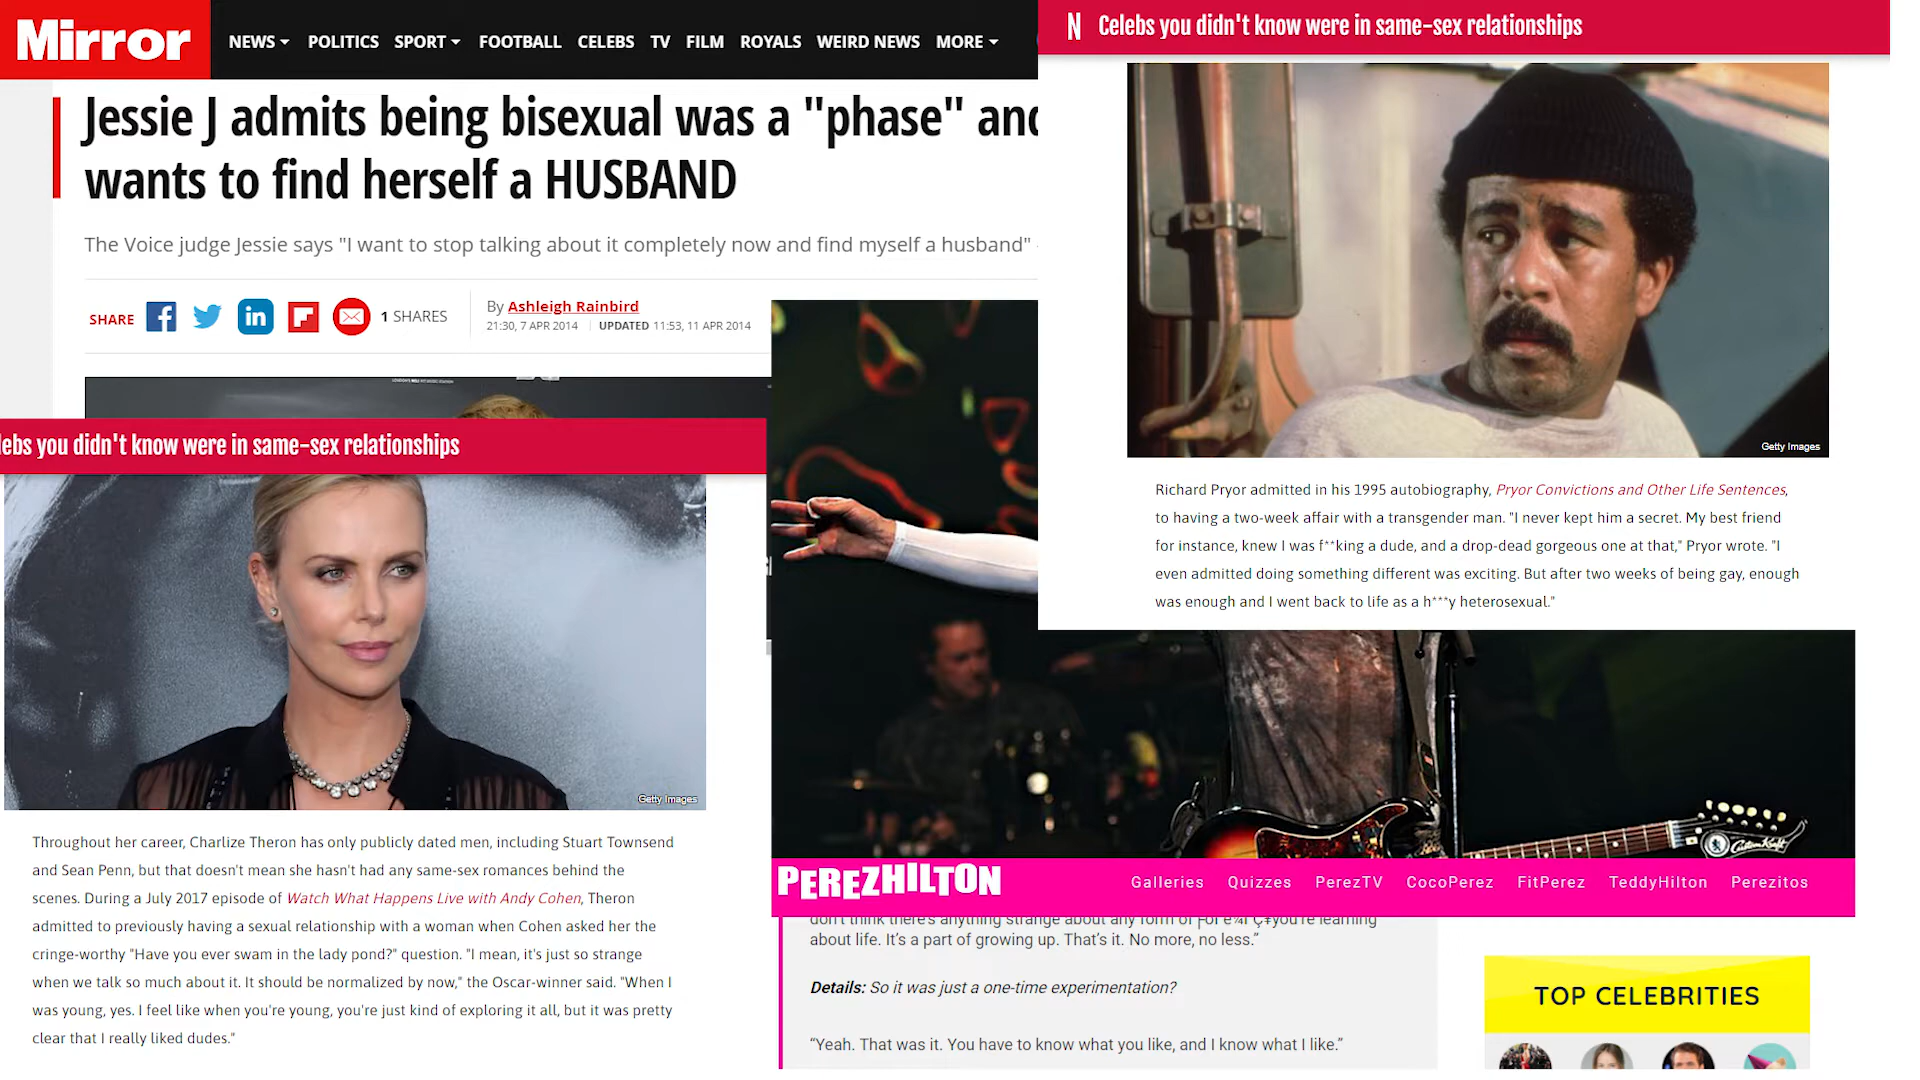 Mirror
NEWS POLITICS SPORT FOOTBALL CELEBS TV FILM ROYALS WEIRD NEWS MORE
Jessie J admits being bisexual was a "phase" and
wants to find herself a HUSBAND
The Voice judge Jessie says "I want to stop talking about it completely now and find myself a husband"
SHARE
1 SHARES
By Ashleigh Rainbird
21:30, 7 APR 2014 UPDATED 11:53, 11 APR 2014
N Celebs you didn't know were in same-sex relationships
Getty Images
Richard Pryor admitted in his 1995 autobiography, Pryor Convictions and Other Life Sentences,
to having a two-week affair with a transgender man. "I never kept him a secret. My best friend
for instance, knew I was f**king a dude, and a drop-dead gorgeous one at that," Pryor wrote. "I
even admitted doing something different was exciting. But after two weeks of being gay, enough
was enough and I went back to life as a h***y heterosexual."
lebs you didn't know were in same-sex relationships
Getty Images
Throughout her career, Charlize Theron has only publicly dated men, including Stuart Townsend
and Sean Penn, but that doesn't mean she hasn't had any same-sex romances behind the
scenes. During a July 2017 episode of Watch What Happens Live with Andy Cohen, Theron
admitted to previously having a sexual relationship with a woman when Cohen asked her the
cringe-worthy "Have you ever swam in the lady pond?" question. "I mean, it's just so strange
when we talk so much about it. It should be normalized by now," the Oscar-winner said. "When I
was young, yes. I feel like when you're young, you're just kind of exploring it all, but it was pretty
clear that I really liked dudes."
PEREZHILTON
Galleries Quizzes PerezTV CocoPerez FitPerez TeddyHilton Perezitos
don't think there's anything strange about any form of you're learning
about life. It's a part of growing up. That's it. No more, no less."
Details: So it was just a one-time experimentation?
"Yeah. That was it. You have to know what you like, and I know what I like."
TOP CELEBRITIES